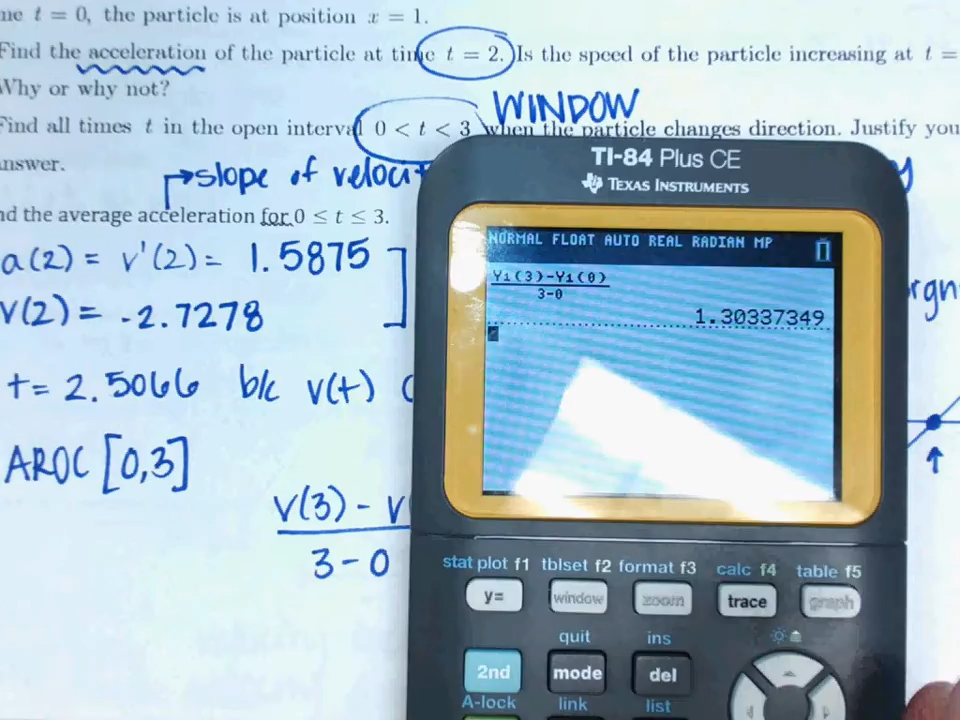 t = 0, the particle is at position x = 1.
Find the acceleration of the particle at time t = 2. Is the speed of the particle increasing at t =
Why or why not?
WINDOW
Find all times t in the open interval 0 < t < 3 when the particle changes direction. Justify
→ slope of
the average acceleration for 0 ≤ t ≤ 3.
a(2) = v'(2) = 1.5875
v(2) = -2.7278
t = 2.5066 b/c v(t)
AROC [0,3]
v(3) - v
3 - 0
TI-84 Plus CE
TEXAS INSTRUMENTS
NORMAL FLOAT AUTO REAL RADIAN MP
Y1(3)-Y1(0)
3-0
1.30337349
stat plot f1 tblset f2 format f3 calc f4 table f5
y= window zoom trace graph
quit ins
2nd mode del
A-lock link list